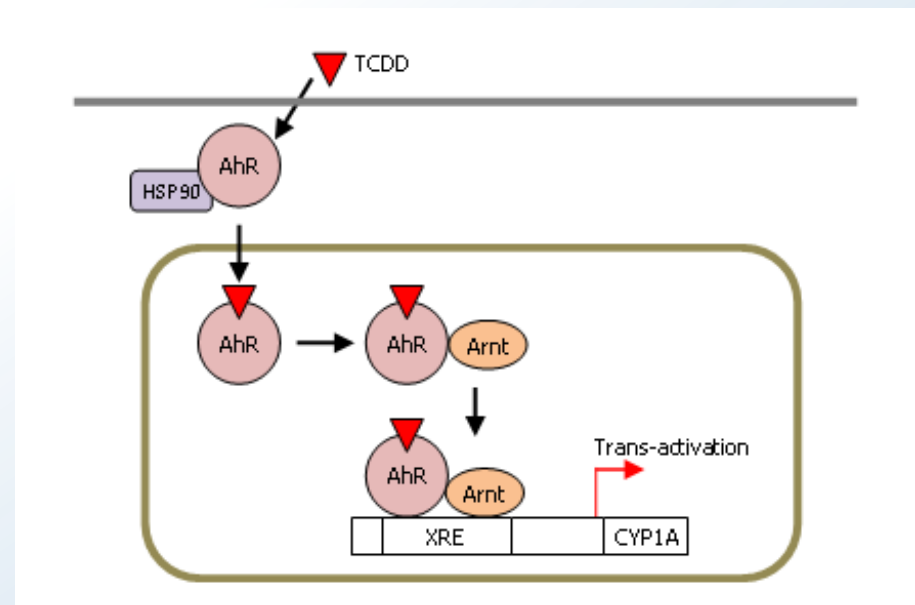 TCDD
AhR
HSP90
AhR
AhR
Arnt
AhR
Arnt
Trans-activation
XRE
CYP1A